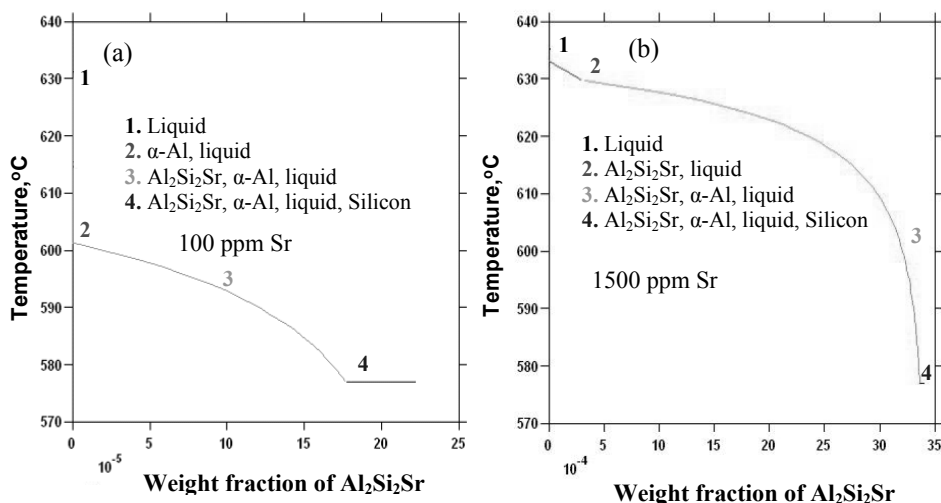 (a)
640
630
620
610
600
590
580
570
1
1. Liquid
2. α-Al, liquid
3. Al₂Si₂Sr, α-Al, liquid
4. Al₂Si₂Sr, α-Al, liquid, Silicon
100 ppm Sr
2
3
4
Temperature,°C
0 5 10 15 20 25
10⁻⁵
Weight fraction of Al₂Si₂Sr
(b)
640
630
620
610
600
590
580
570
1
2
1. Liquid
2. Al₂Si₂Sr, liquid
3. Al₂Si₂Sr, α-Al, liquid
4. Al₂Si₂Sr, α-Al, liquid, Silicon
3
1500 ppm Sr
4
Temperature,°C
0 5 10 15 20 25 30 35
10⁻⁴
Weight fraction of Al₂Si₂Sr